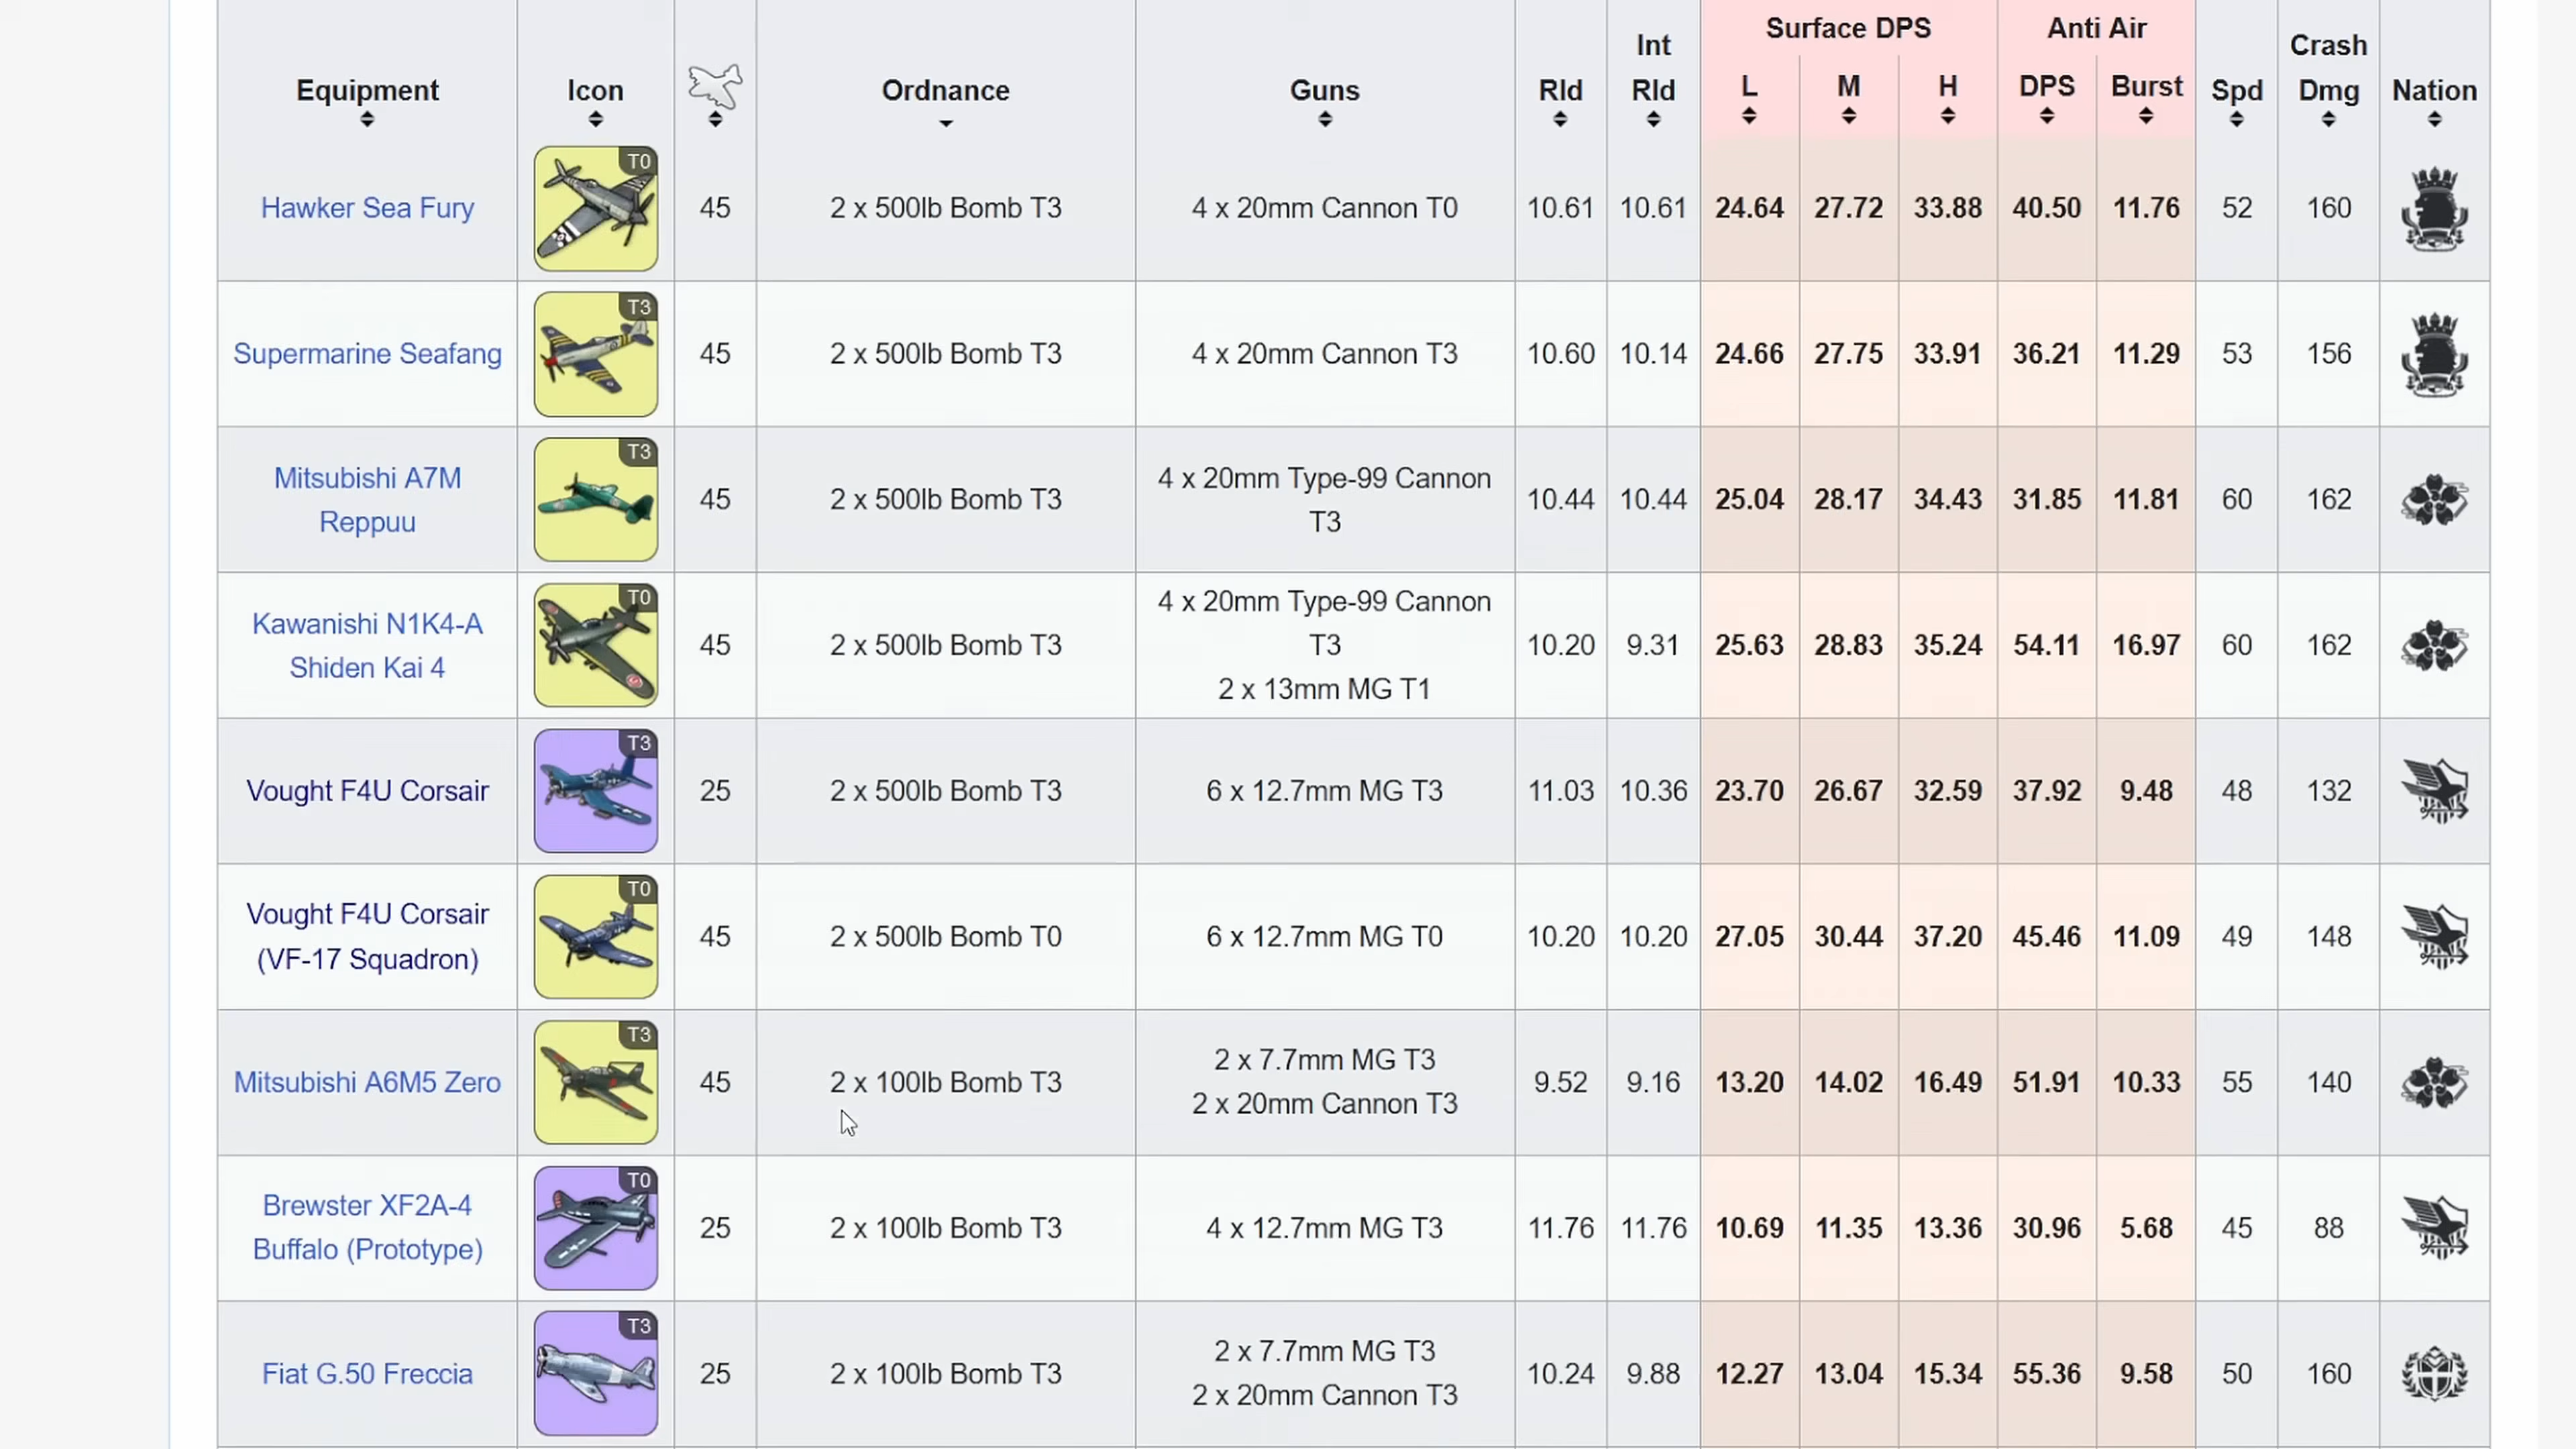 Surface DPS Anti Air
Int Crash
Equipment Icon Ordnance Guns Rld Rld L M H DPS Burst Spd Dmg Nation
T0
Hawker Sea Fury 45 2 x 500lb Bomb T3 4 x 20mm Cannon T0 10.61 10.61 24.64 27.72 33.88 40.50 11.76 52 160
T3
Supermarine Seafang 45 2 x 500lb Bomb T3 4 x 20mm Cannon T3 10.60 10.14 24.66 27.75 33.91 36.21 11.29 53 156
T3
Mitsubishi A7M 4 x 20mm Type-99 Cannon
45 2 x 500lb Bomb T3 10.44 10.44 25.04 28.17 34.43 31.85 11.81 60 162
Reppuu T3
T0
4 x 20mm Type-99 Cannon
Kawanishi N1K4-A
45 2 x 500lb Bomb T3 T3 10.20 9.31 25.63 28.83 35.24 54.11 16.97 60 162
Shiden Kai 4
2 x 13mm MG T1
T3
Vought F4U Corsair 25 2 x 500lb Bomb T3 6 x 12.7mm MG T3 11.03 10.36 23.70 26.67 32.59 37.92 9.48 48 132
T0
Vought F4U Corsair
45 2 x 500lb Bomb T0 6 x 12.7mm MG T0 10.20 10.20 27.05 30.44 37.20 45.46 11.09 49 148
(VF-17 Squadron)
T3
2 x 7.7mm MG T3
Mitsubishi A6M5 Zero 45 2 x 100lb Bomb T3 9.52 9.16 13.20 14.02 16.49 51.91 10.33 55 140
2 x 20mm Cannon T3
T0
Brewster XF2A-4
25 2 x 100lb Bomb T3 4 x 12.7mm MG T3 11.76 11.76 10.69 11.35 13.36 30.96 5.68 45 88
Buffalo (Prototype)
T3
2 x 7.7mm MG T3
Fiat G.50 Freccia 25 2 x 100lb Bomb T3 10.24 9.88 12.27 13.04 15.34 55.36 9.58 50 160
2 x 20mm Cannon T3